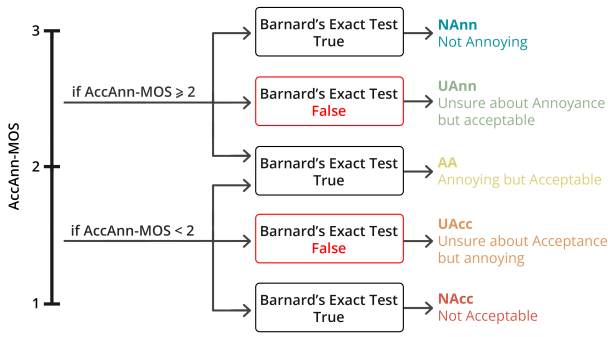 AccAnn-MOS
3
2
1
if AccAnn-MOS ⩾ 2
if AccAnn-MOS < 2
Barnard's Exact Test
True
NAnn
Not Annoying
Barnard's Exact Test
False
UAnn
Unsure about Annoyance
but acceptable
Barnard's Exact Test
True
AA
Annoying but Acceptable
Barnard's Exact Test
False
UAcc
Unsure about Acceptance
but annoying
Barnard's Exact Test
True
NAcc
Not Acceptable